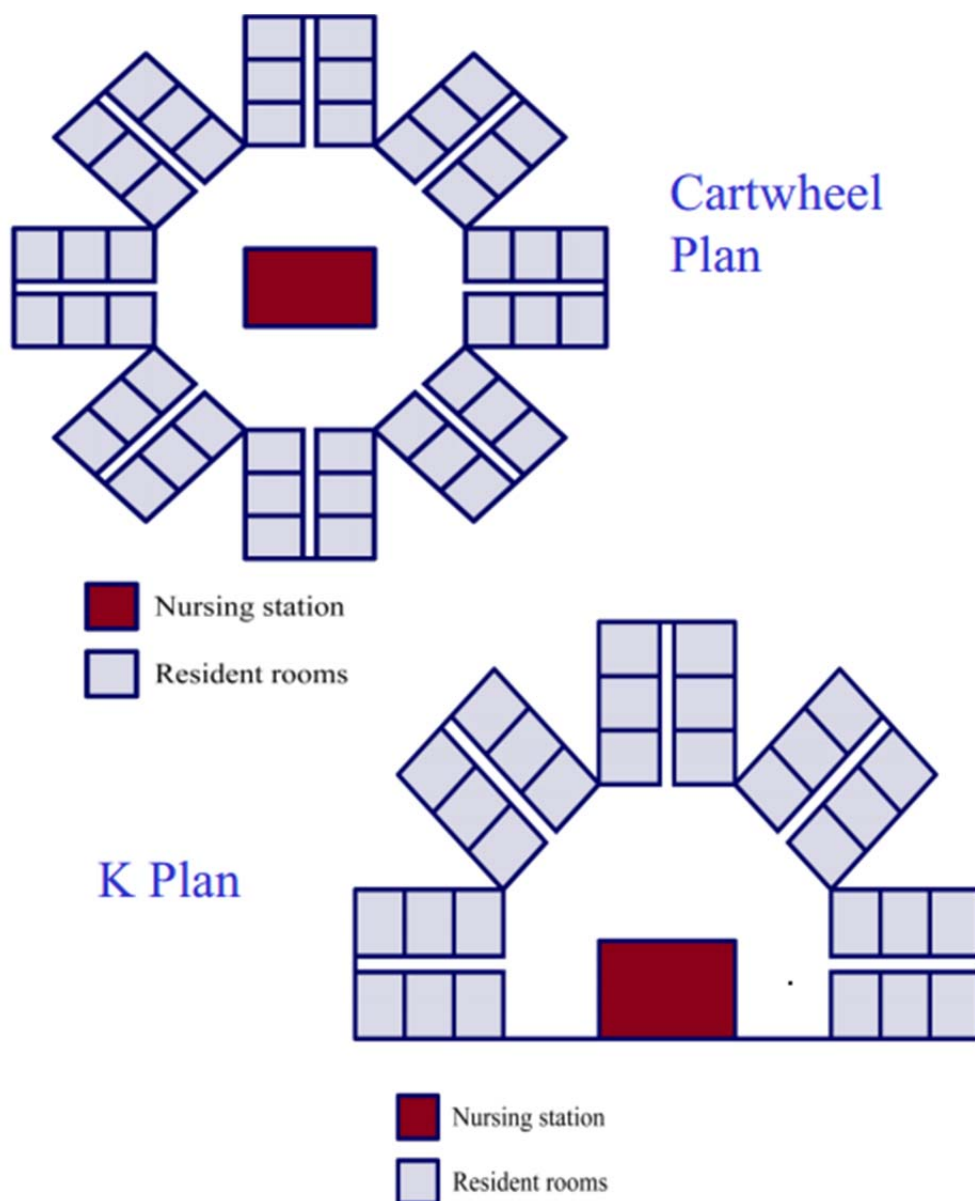 Cartwheel
Plan
Nursing station
Resident rooms
K Plan
Nursing station
Resident rooms